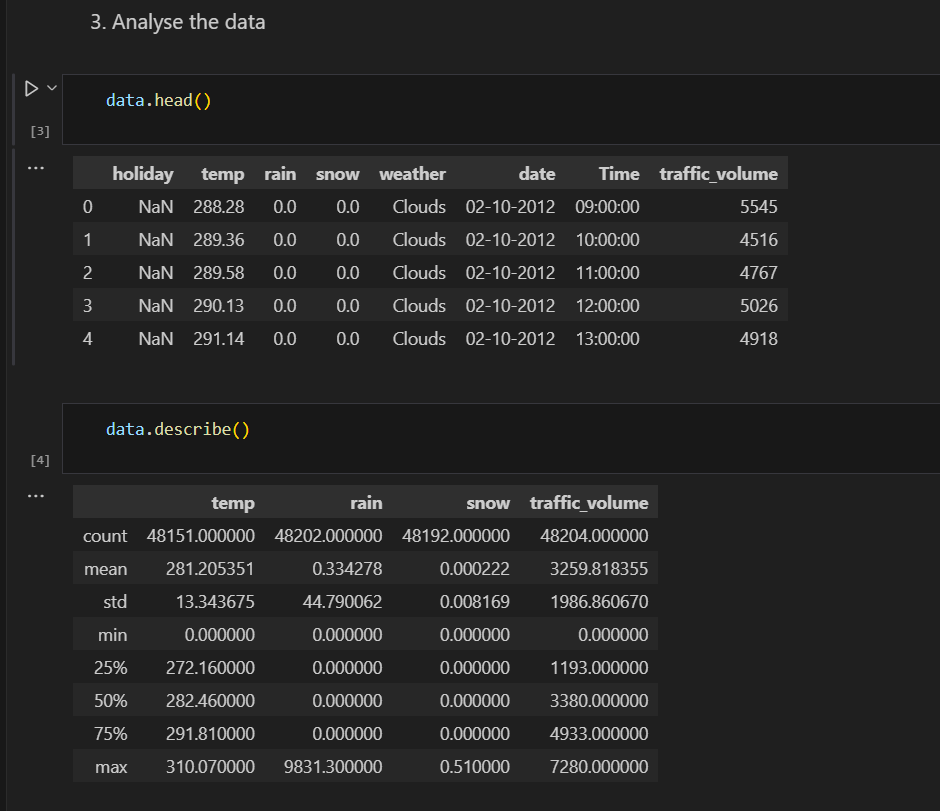 3. Analyse the data
data.head()
[3]
...
holiday temp rain snow weather date Time traffic_volume
0 NaN 288.28 0.0 0.0 Clouds 02-10-2012 09:00:00 5545
1 NaN 289.36 0.0 0.0 Clouds 02-10-2012 10:00:00 4516
2 NaN 289.58 0.0 0.0 Clouds 02-10-2012 11:00:00 4767
3 NaN 290.13 0.0 0.0 Clouds 02-10-2012 12:00:00 5026
4 NaN 291.14 0.0 0.0 Clouds 02-10-2012 13:00:00 4918
data.describe()
[4]
...
temp rain snow traffic_volume
count 48151.000000 48202.000000 48192.000000 48204.000000
mean 281.205351 0.334278 0.000222 3259.818355
std 13.343675 44.790062 0.008169 1986.860670
min 0.000000 0.000000 0.000000 0.000000
25% 272.160000 0.000000 0.000000 1193.000000
50% 282.460000 0.000000 0.000000 3380.000000
75% 291.810000 0.000000 0.000000 4933.000000
max 310.070000 9831.300000 0.510000 7280.000000